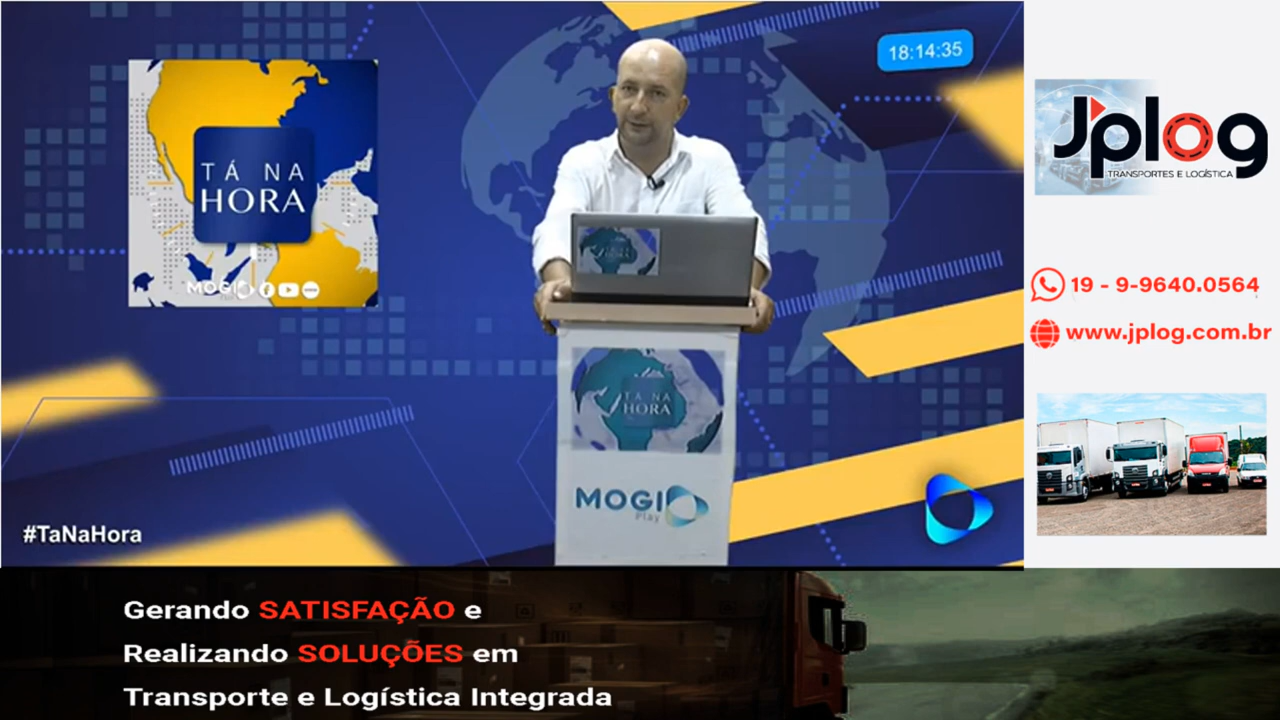 18:14:35
TÁ NA
HORA
MOGI
TÁ NA
HORA
MOGI
Play
#TaNaHora
Jplog
TRANSPORTES E LOGÍSTICA
19 - 9-9640.0564
www.jplog.com.br
Gerando SATISFAÇÃO e
Realizando SOLUÇÕES em
Transporte e Logística Integrada